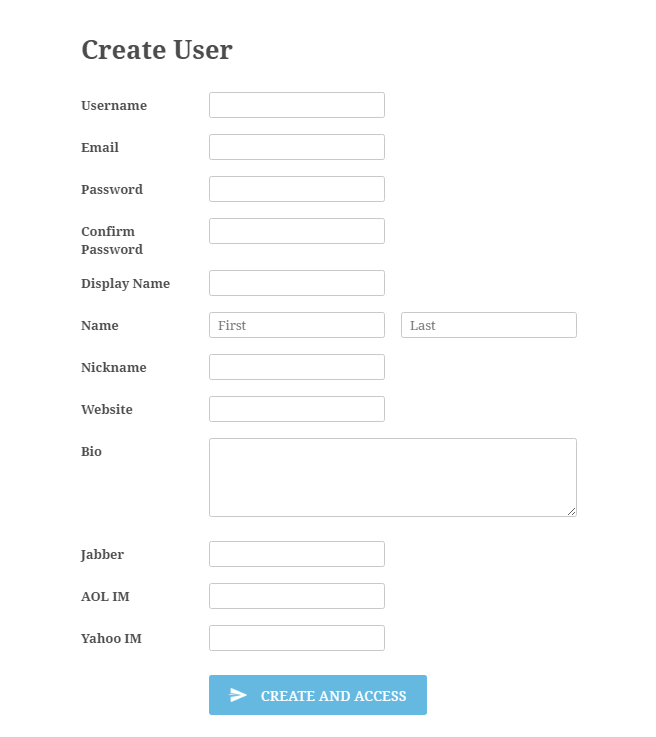 Create User
Username
Email
Password
Confirm
Password
Display Name
Name First Last
Nickname
Website
Bio
Jabber
AOL IM
Yahoo IM
CREATE AND ACCESS